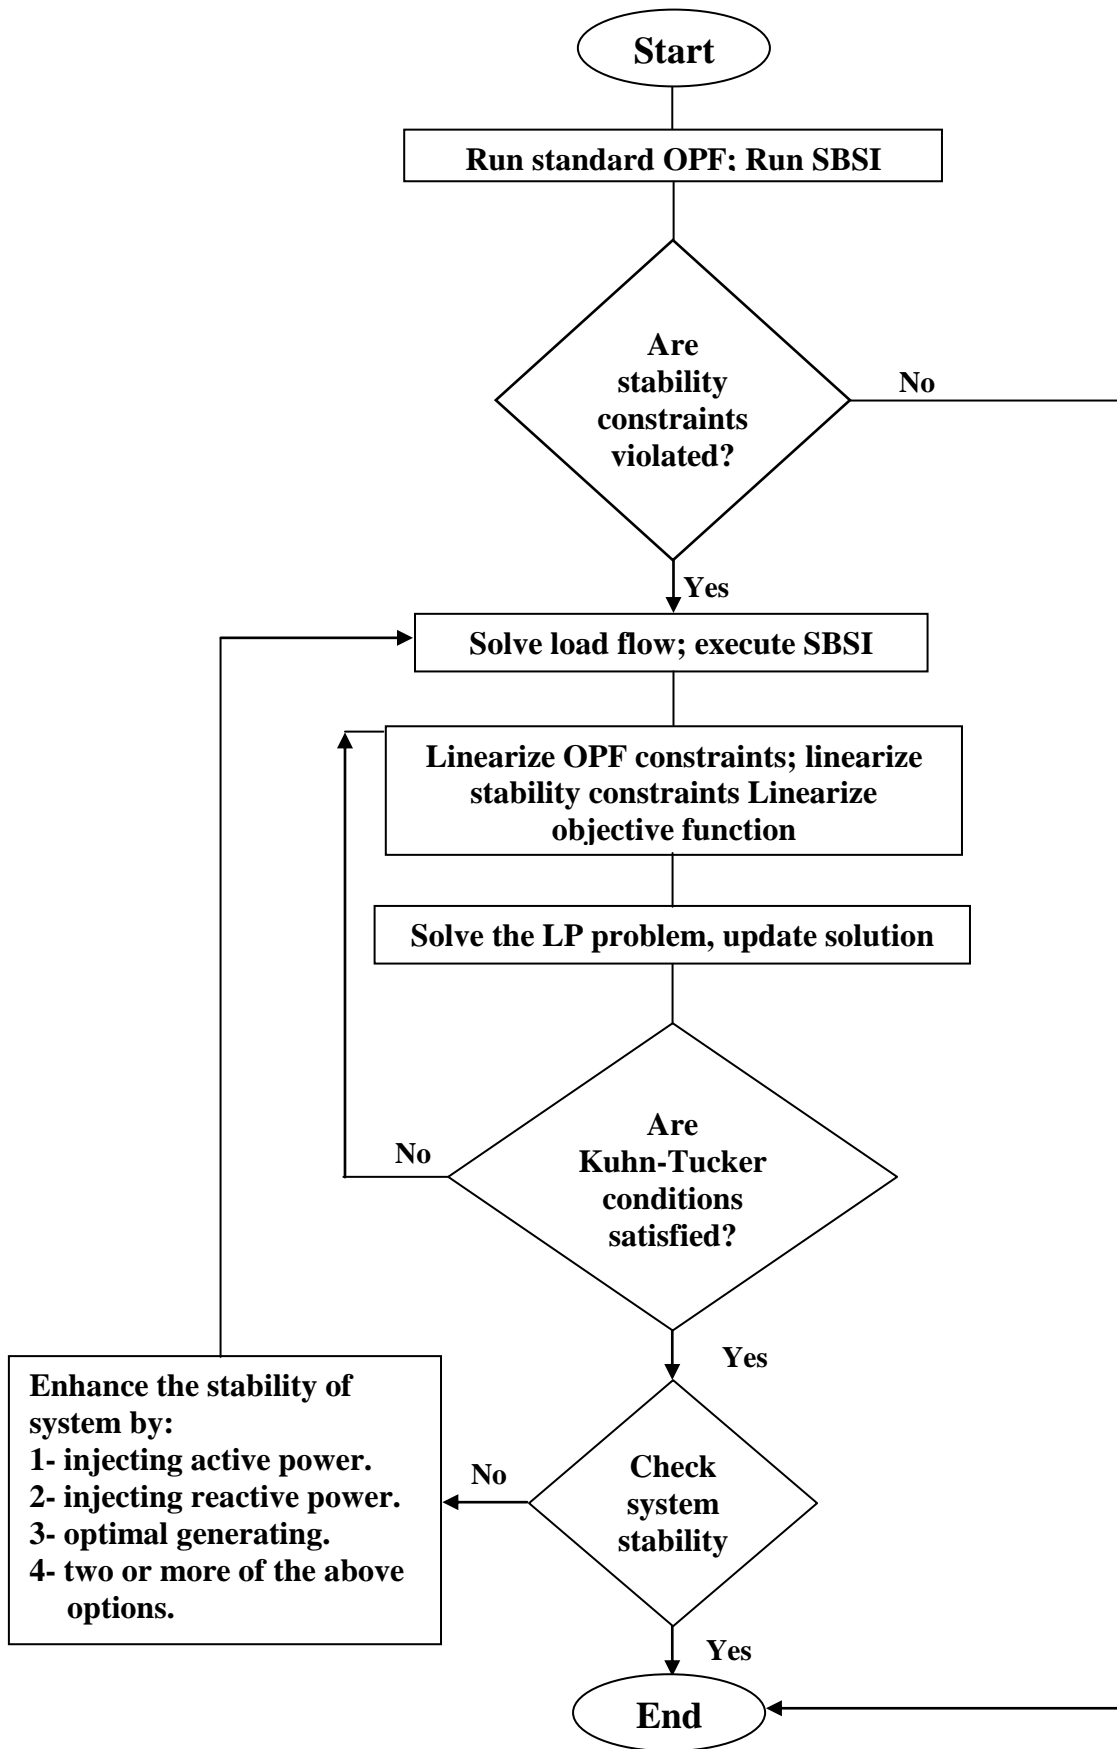 Start
Run standard OPF; Run SBSI
Are
stability
constraints
violated?
No
Yes
Solve load flow; execute SBSI
Linearize OPF constraints; linearize
stability constraints Linearize
objective function
Solve the LP problem, update solution
Are
Kuhn-Tucker
conditions
satisfied?
No
Yes
Enhance the stability of
system by:
1- injecting active power.
2- injecting reactive power.
3- optimal generating.
4- two or more of the above
options.
No
Check
system
stability
Yes
End